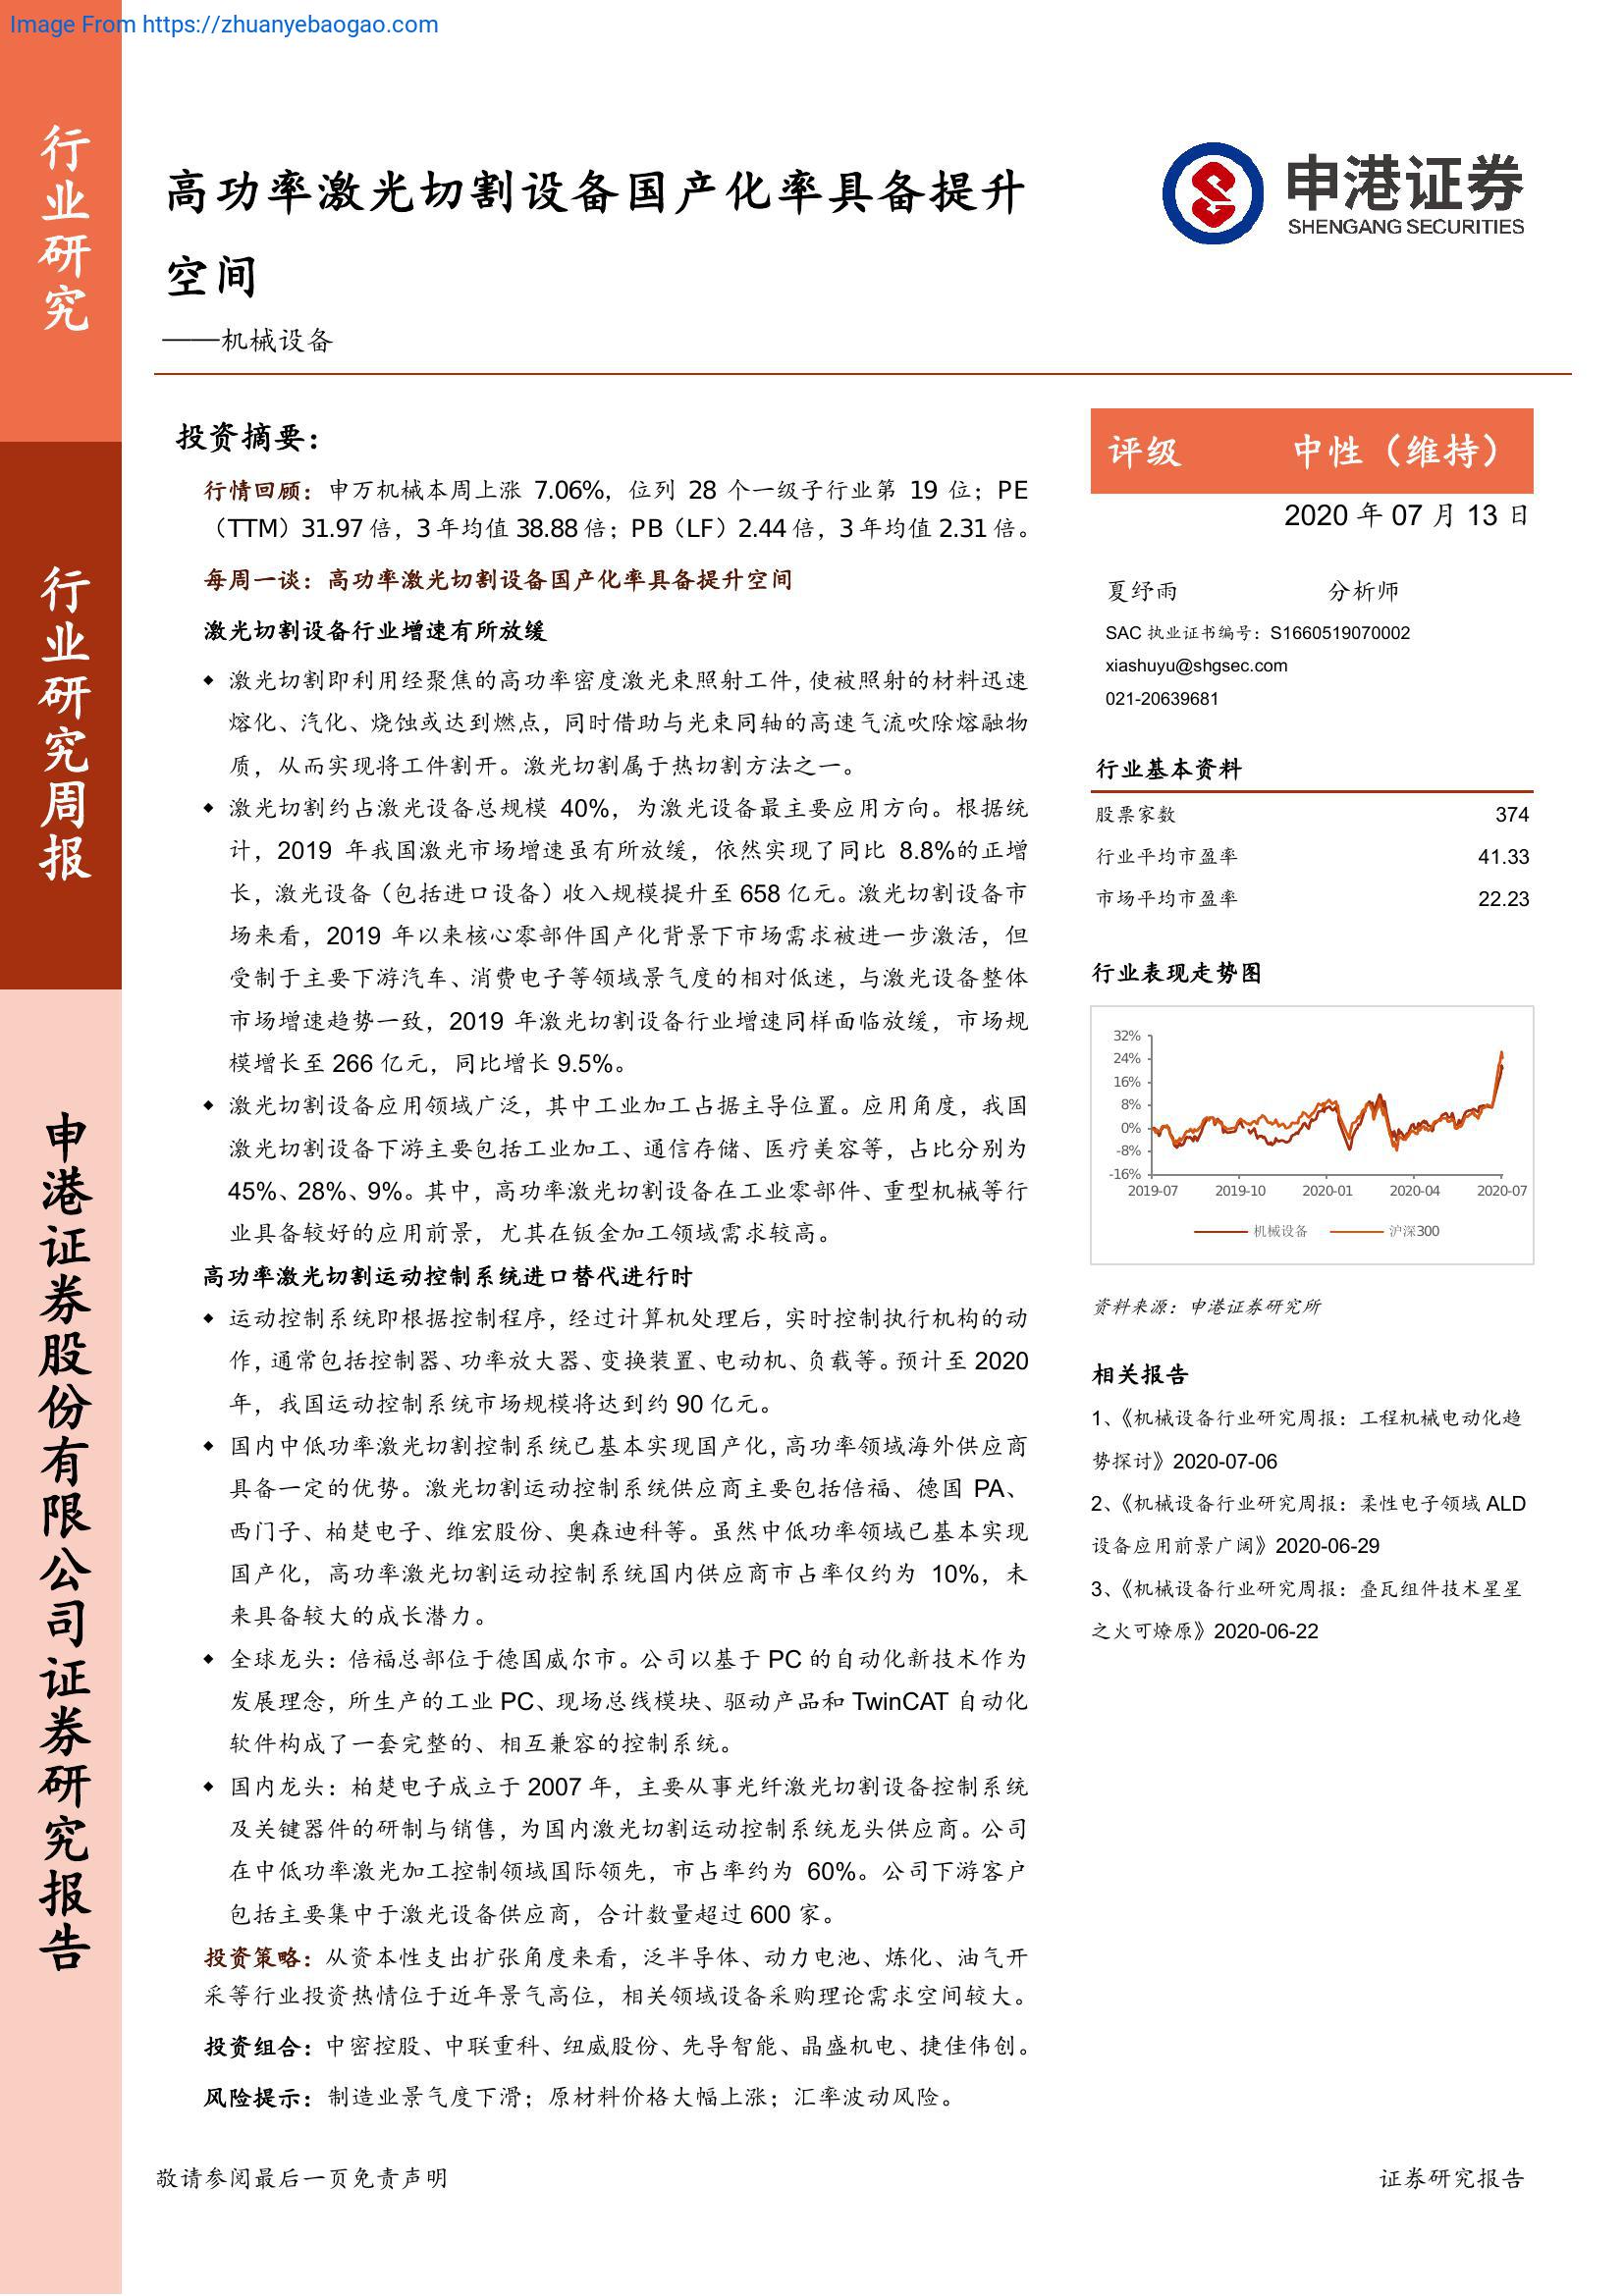 Image From https://zhuanyebaogao.com
行业研究
行业研究周报
申港证券股份有限公司证券研究报告
高功率激光切割设备国产化率具备提升
空间
——机械设备
申港证券
SHENGANG SECURITIES
投资摘要：
行情回顾：申万机械本周上涨 7.06%，位列 28 个一级子行业第 19 位；PE
（TTM）31.97 倍，3 年均值 38.88 倍；PB（LF）2.44 倍，3 年均值 2.31 倍。
每周一谈：高功率激光切割设备国产化率具备提升空间
激光切割设备行业增速有所放缓
◆ 激光切割即利用经聚焦的高功率密度激光束照射工件，使被照射的材料迅速
熔化、汽化、烧蚀或达到燃点，同时借助与光束同轴的高速气流吹除熔融物
质，从而实现将工件割开。激光切割属于热切割方法之一。
◆ 激光切割约占激光设备总规模 40%，为激光设备最主要应用方向。根据统
计，2019 年我国激光市场增速虽有所放缓，依然实现了同比 8.8%的正增
长，激光设备（包括进口设备）收入规模提升至 658 亿元。激光切割设备市
场来看，2019 年以来核心零部件国产化背景下市场需求被进一步激活，但
受制于主要下游汽车、消费电子等领域景气度的相对低迷，与激光设备整体
市场增速趋势一致，2019 年激光切割设备行业增速同样面临放缓，市场规
模增长至 266 亿元，同比增长 9.5%。
◆ 激光切割设备应用领域广泛，其中工业加工占据主导位置。应用角度，我国
激光切割设备下游主要包括工业加工、通信存储、医疗美容等，占比分别为
45%、28%、9%。其中，高功率激光切割设备在工业零部件、重型机械等行
业具备较好的应用前景，尤其在钣金加工领域需求较高。
高功率激光切割运动控制系统进口替代进行时
◆ 运动控制系统即根据控制程序，经过计算机处理后，实时控制执行机构的动
作，通常包括控制器、功率放大器、变换装置、电动机、负载等。预计至 2020
年，我国运动控制系统市场规模将达到约 90 亿元。
◆ 国内中低功率激光切割控制系统已基本实现国产化，高功率领域海外供应商
具备一定的优势。激光切割运动控制系统供应商主要包括倍福、德国 PA、
西门子、柏楚电子、维宏股份、奥森迪科等。虽然中低功率领域已基本实现
国产化，高功率激光切割运动控制系统国内供应商市占率仅约为 10%，未
来具备较大的成长潜力。
◆ 全球龙头：倍福总部位于德国威尔市。公司以基于 PC 的自动化新技术作为
发展理念，所生产的工业 PC、现场总线模块、驱动产品和 TwinCAT 自动化
软件构成了一套完整的、相互兼容的控制系统。
◆ 国内龙头：柏楚电子成立于 2007 年，主要从事光纤激光切割设备控制系统
及关键器件的研制与销售，为国内激光切割运动控制系统龙头供应商。公司
在中低功率激光加工控制领域国际领先，市占率约为 60%。公司下游客户
包括主要集中于激光设备供应商，合计数量超过 600 家。
投资策略：从资本性支出扩张角度来看，泛半导体、动力电池、炼化、油气开
采等行业投资热情位于近年景气高位，相关领域设备采购理论需求空间较大。
投资组合：中密控股、中联重科、纽威股份、先导智能、晶盛机电、捷佳伟创。
风险提示：制造业景气度下滑；原材料价格大幅上涨；汇率波动风险。
评级 中性（维持）
2020 年 07 月 13 日
夏纾雨 分析师
SAC 执业证书编号：S1660519070002
xiashuyu@shgsec.com
021-20639681
行业基本资料
股票家数 374
行业平均市盈率 41.33
市场平均市盈率 22.23
行业表现走势图
32%
24%
16%
8%
0%
-8%
-16%
2019-07 2019-10 2020-01 2020-04 2020-07
机械设备 沪深300
资料来源：申港证券研究所
相关报告
1、《机械设备行业研究周报：工程机械电动化趋
势探讨》2020-07-06
2、《机械设备行业研究周报：柔性电子领域 ALD
设备应用前景广阔》2020-06-29
3、《机械设备行业研究周报：叠瓦组件技术星星
之火可燎原》2020-06-22
敬请参阅最后一页免责声明
证券研究报告